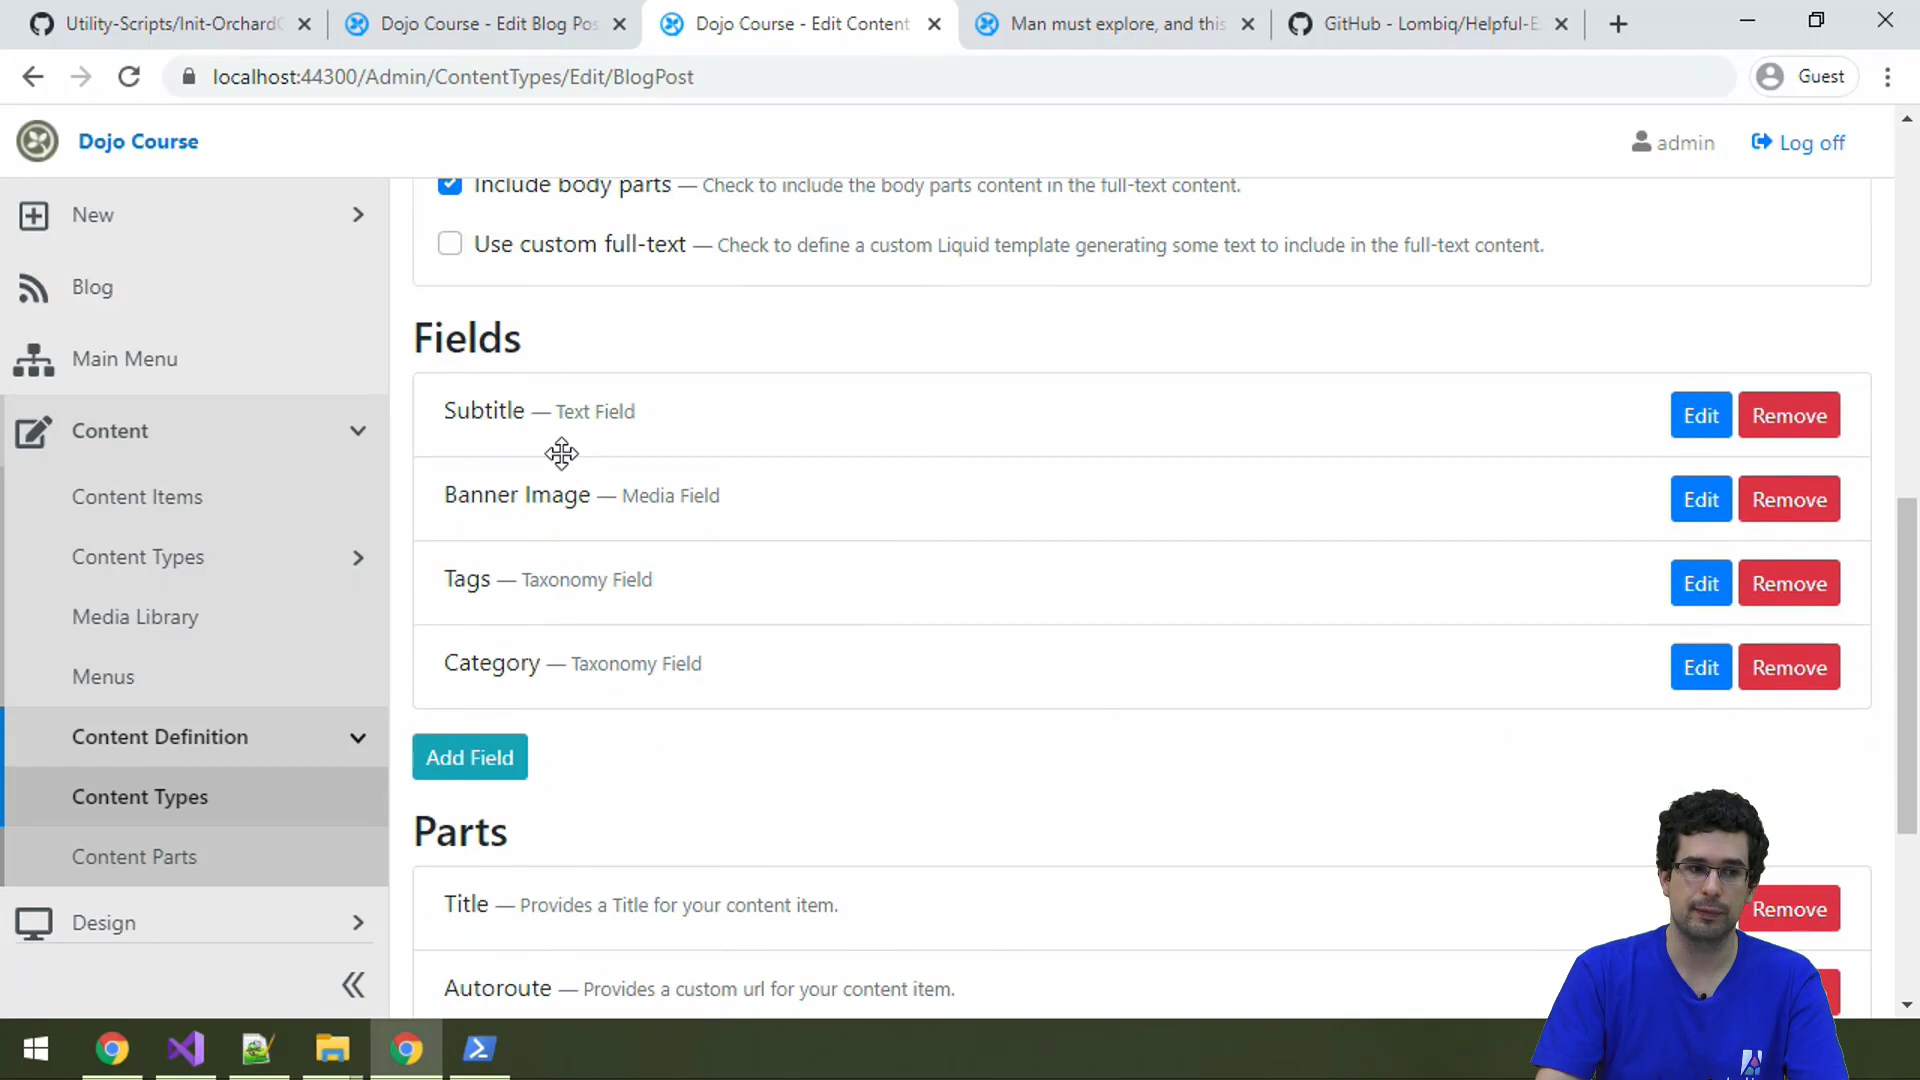 Utility-Scripts/Init-OrchardC
Dojo Course - Edit Blog Pos
Dojo Course - Edit Content
Man must explore, and this
GitHub - Lombiq/Helpful-E
localhost:44300/Admin/ContentTypes/Edit/BlogPost
Guest
Dojo Course
admin
Log off
New
Blog
Main Menu
Content
Content Items
Content Types
Media Library
Menus
Content Definition
Content Types
Content Parts
Design
Include body parts — Check to include the body parts content in the full-text content.
Use custom full-text — Check to define a custom Liquid template generating some text to include in the full-text content.
Fields
Subtitle — Text Field
Edit
Remove
Banner Image — Media Field
Edit
Remove
Tags — Taxonomy Field
Edit
Remove
Category — Taxonomy Field
Edit
Remove
Add Field
Parts
Title — Provides a Title for your content item.
Remove
Autoroute — Provides a custom url for your content item.